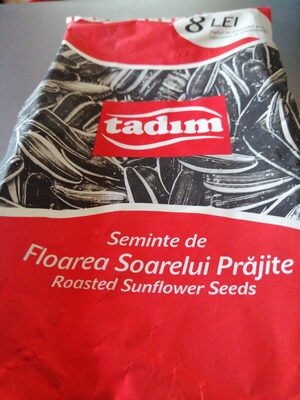 8 LEI
tadım
Seminte de
Floarea Soarelui Prăjite
Roasted Sunflower Seeds